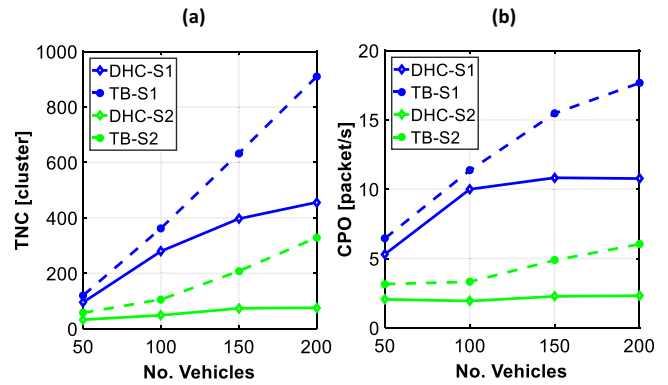 (a)
TNC [cluster]
1000
800
600
400
200
0
DHC-S1
TB-S1
DHC-S2
TB-S2
50
100
150
200
No. Vehicles
(b)
CPO [packet/s]
20
15
10
5
0
DHC-S1
TB-S1
DHC-S2
TB-S2
50
100
150
200
No. Vehicles